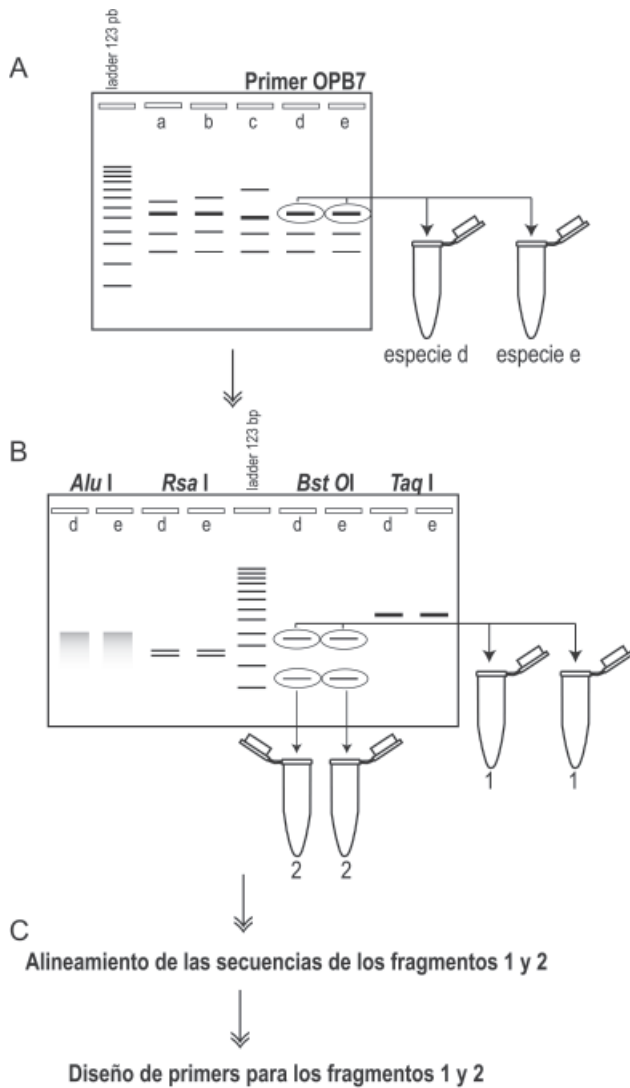 A
ladder 123 pb
Primer OPB7
a b c d e
especie d especie e
B
ladder 123 bp
Alu I Rsa I Bst OI Taq I
d e d e d e d e
1 1
2 2
C
Alineamiento de las secuencias de los fragmentos 1 y 2
Diseño de primers para los fragmentos 1 y 2